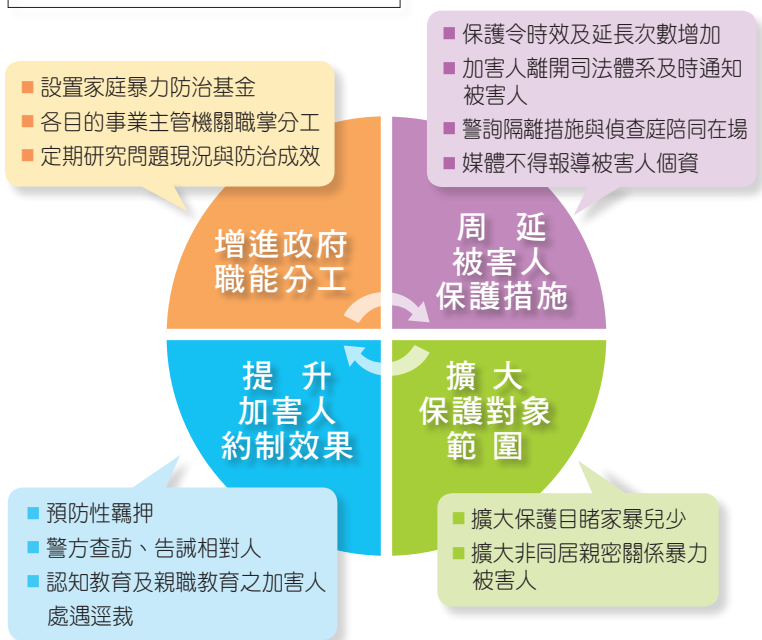 設置家庭暴力防治基金
各目的事業主管機關職掌分工
定期研究問題現況與防治成效
保護令時效及延長次數增加
加害人離開司法體系及時通知
被害人
警詢隔離措施與偵查庭陪同在場
媒體不得報導被害人個資
增進政府
職能分工
周 延
被害人
保護措施
提 升
加害人
約制效果
擴 大
保護對象
範 圍
預防性羈押
警方查訪、告誡相對人
認知教育及親職教育之加害人
處遇逕裁
擴大保護目睹家暴兒少
擴大非同居親密關係暴力
被害人